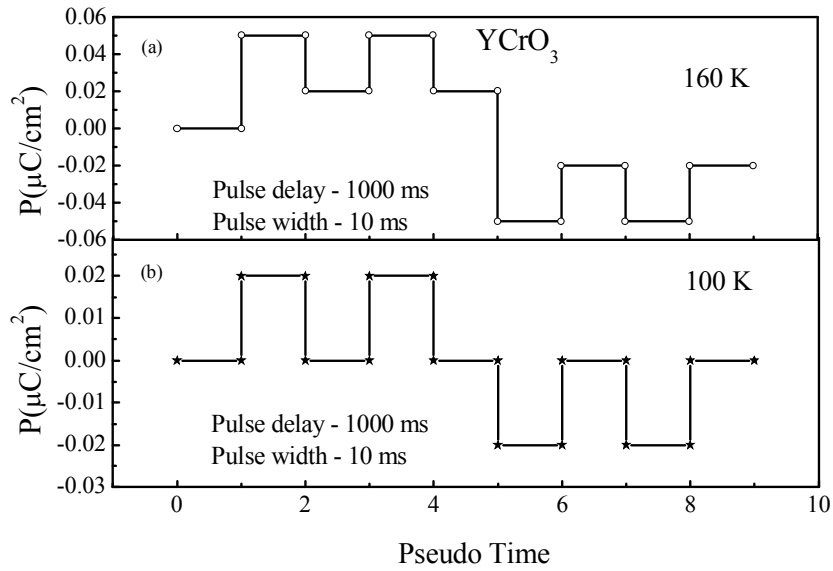 0.06
(a)
YCrO₃
0.04
160 K
0.02
0.00
-0.02
-0.04
-0.06
P(μC/cm²)
Pulse delay - 1000 ms
Pulse width - 10 ms
(b)
0.02
100 K
0.01
0.00
-0.01
-0.02
-0.03
P(μC/cm²)
Pulse delay - 1000 ms
Pulse width - 10 ms
0 2 4 6 8 10
Pseudo Time